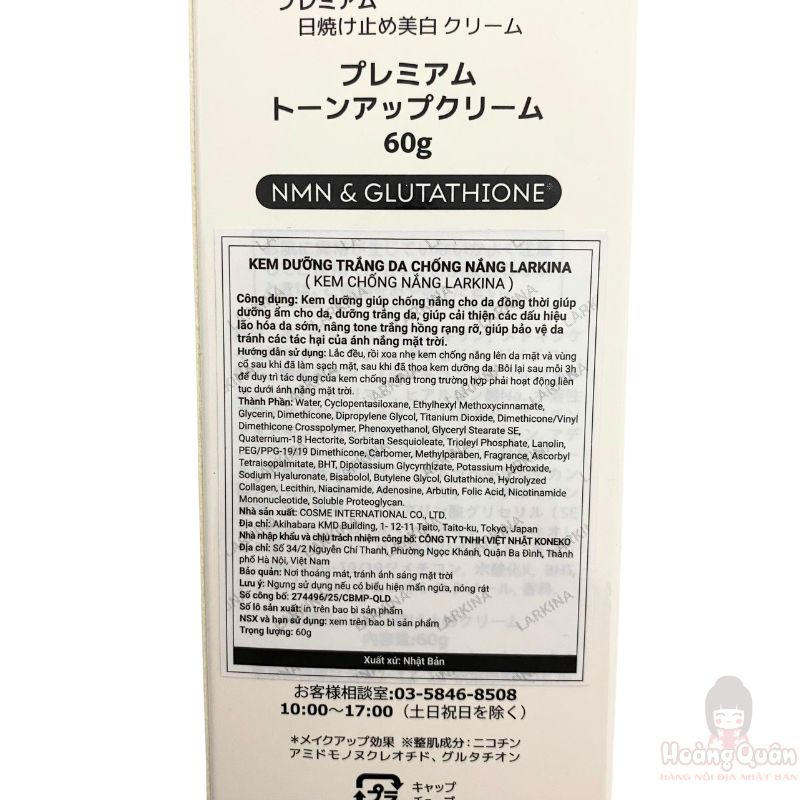 プレミアム
日焼け止め美白 クリーム
プレミアム
トーンアップクリーム
60g
NMN & GLUTATHIONE※
KEM DƯỠNG TRẮNG DA CHỐNG NẮNG LARKINA
( KEM CHỐNG NẮNG LARKINA )
Công dụng: Kem dưỡng giúp chống nắng cho da đồng thời giúp
dưỡng ẩm cho da, dưỡng trắng da, giúp cải thiện các dấu hiệu
lão hóa da sớm, nâng tone trắng hồng rạng rỡ, giúp bảo vệ da
tránh các tác hại của ánh nắng mặt trời.
Hướng dẫn sử dụng: Lắc đều, rồi xoa nhẹ kem chống nắng lên da mặt và vùng
cổ sau khi đã làm sạch mặt, sau khi đã thoa kem dưỡng da. Bôi lại sau mỗi 3h
để duy trì tác dụng của kem chống nắng trong trường hợp phải hoạt động liên
tục dưới ánh nắng mặt trời.
Thành Phần: Water, Cyclopentasiloxane, Ethylhexyl Methoxycinnamate,
Glycerin, Dimethicone, Dipropylene Glycol, Titanium Dioxide, Dimethicone/Vinyl
Dimethicone Crosspolymer, Phenoxyethanol, Glyceryl Stearate SE,
Quaternium-18 Hectorite, Sorbitan Sesquioleate, Trioleyl Phosphate, Lanolin,
PEG/PPG-19/19 Dimethicone, Carbomer, Methylparaben, Fragrance, Ascorbyl
Tetraisopalmitate, BHT, Dipotassium Glycyrrhizate, Potassium Hydroxide,
Sodium Hyaluronate, Bisabolol, Butylene Glycol, Glutathione, Hydrolyzed
Collagen, Lecithin, Niacinamide, Adenosine, Arbutin, Folic Acid, Nicotinamide
Mononucleotide, Soluble Proteoglycan.
Nhà sản xuất: COSME INTERNATIONAL CO., LTD.
Địa chỉ: Akihabara KMD Building, 1- 12-11 Taito, Taito-ku, Tokyo, Japan
Nhà nhập khẩu và chịu trách nhiệm công bố: CÔNG TY TNHH VIỆT NHẬT KONEKO
Địa chỉ: Số 34/2 Nguyễn Chí Thanh, Phường Ngọc Khánh, Quận Ba Đình, Thành
phố Hà Nội, Việt Nam
Bảo quản: Nơi thoáng mát, tránh ánh sáng mặt trời
Lưu ý: Ngưng sử dụng nếu có biểu hiện mẩn ngứa, nóng rát
Số công bố: 274496/25/CBMP-QLD
Số lô sản xuất: in trên bao bì sản phẩm
NSX và hạn sử dụng: xem trên bao bì sản phẩm
Trọng lượng: 60g
Xuất xứ: Nhật Bản
お客様相談室:03-5846-8508
10:00～17:00（土日祝日を除く）
*メイクアップ効果 ※整肌成分：ニコチン
アミドモノヌクレオチド、グルタチオン
プラ
キャップ
Hoàng Quân
HÀNG NỘI ĐỊA NHẬT BẢN